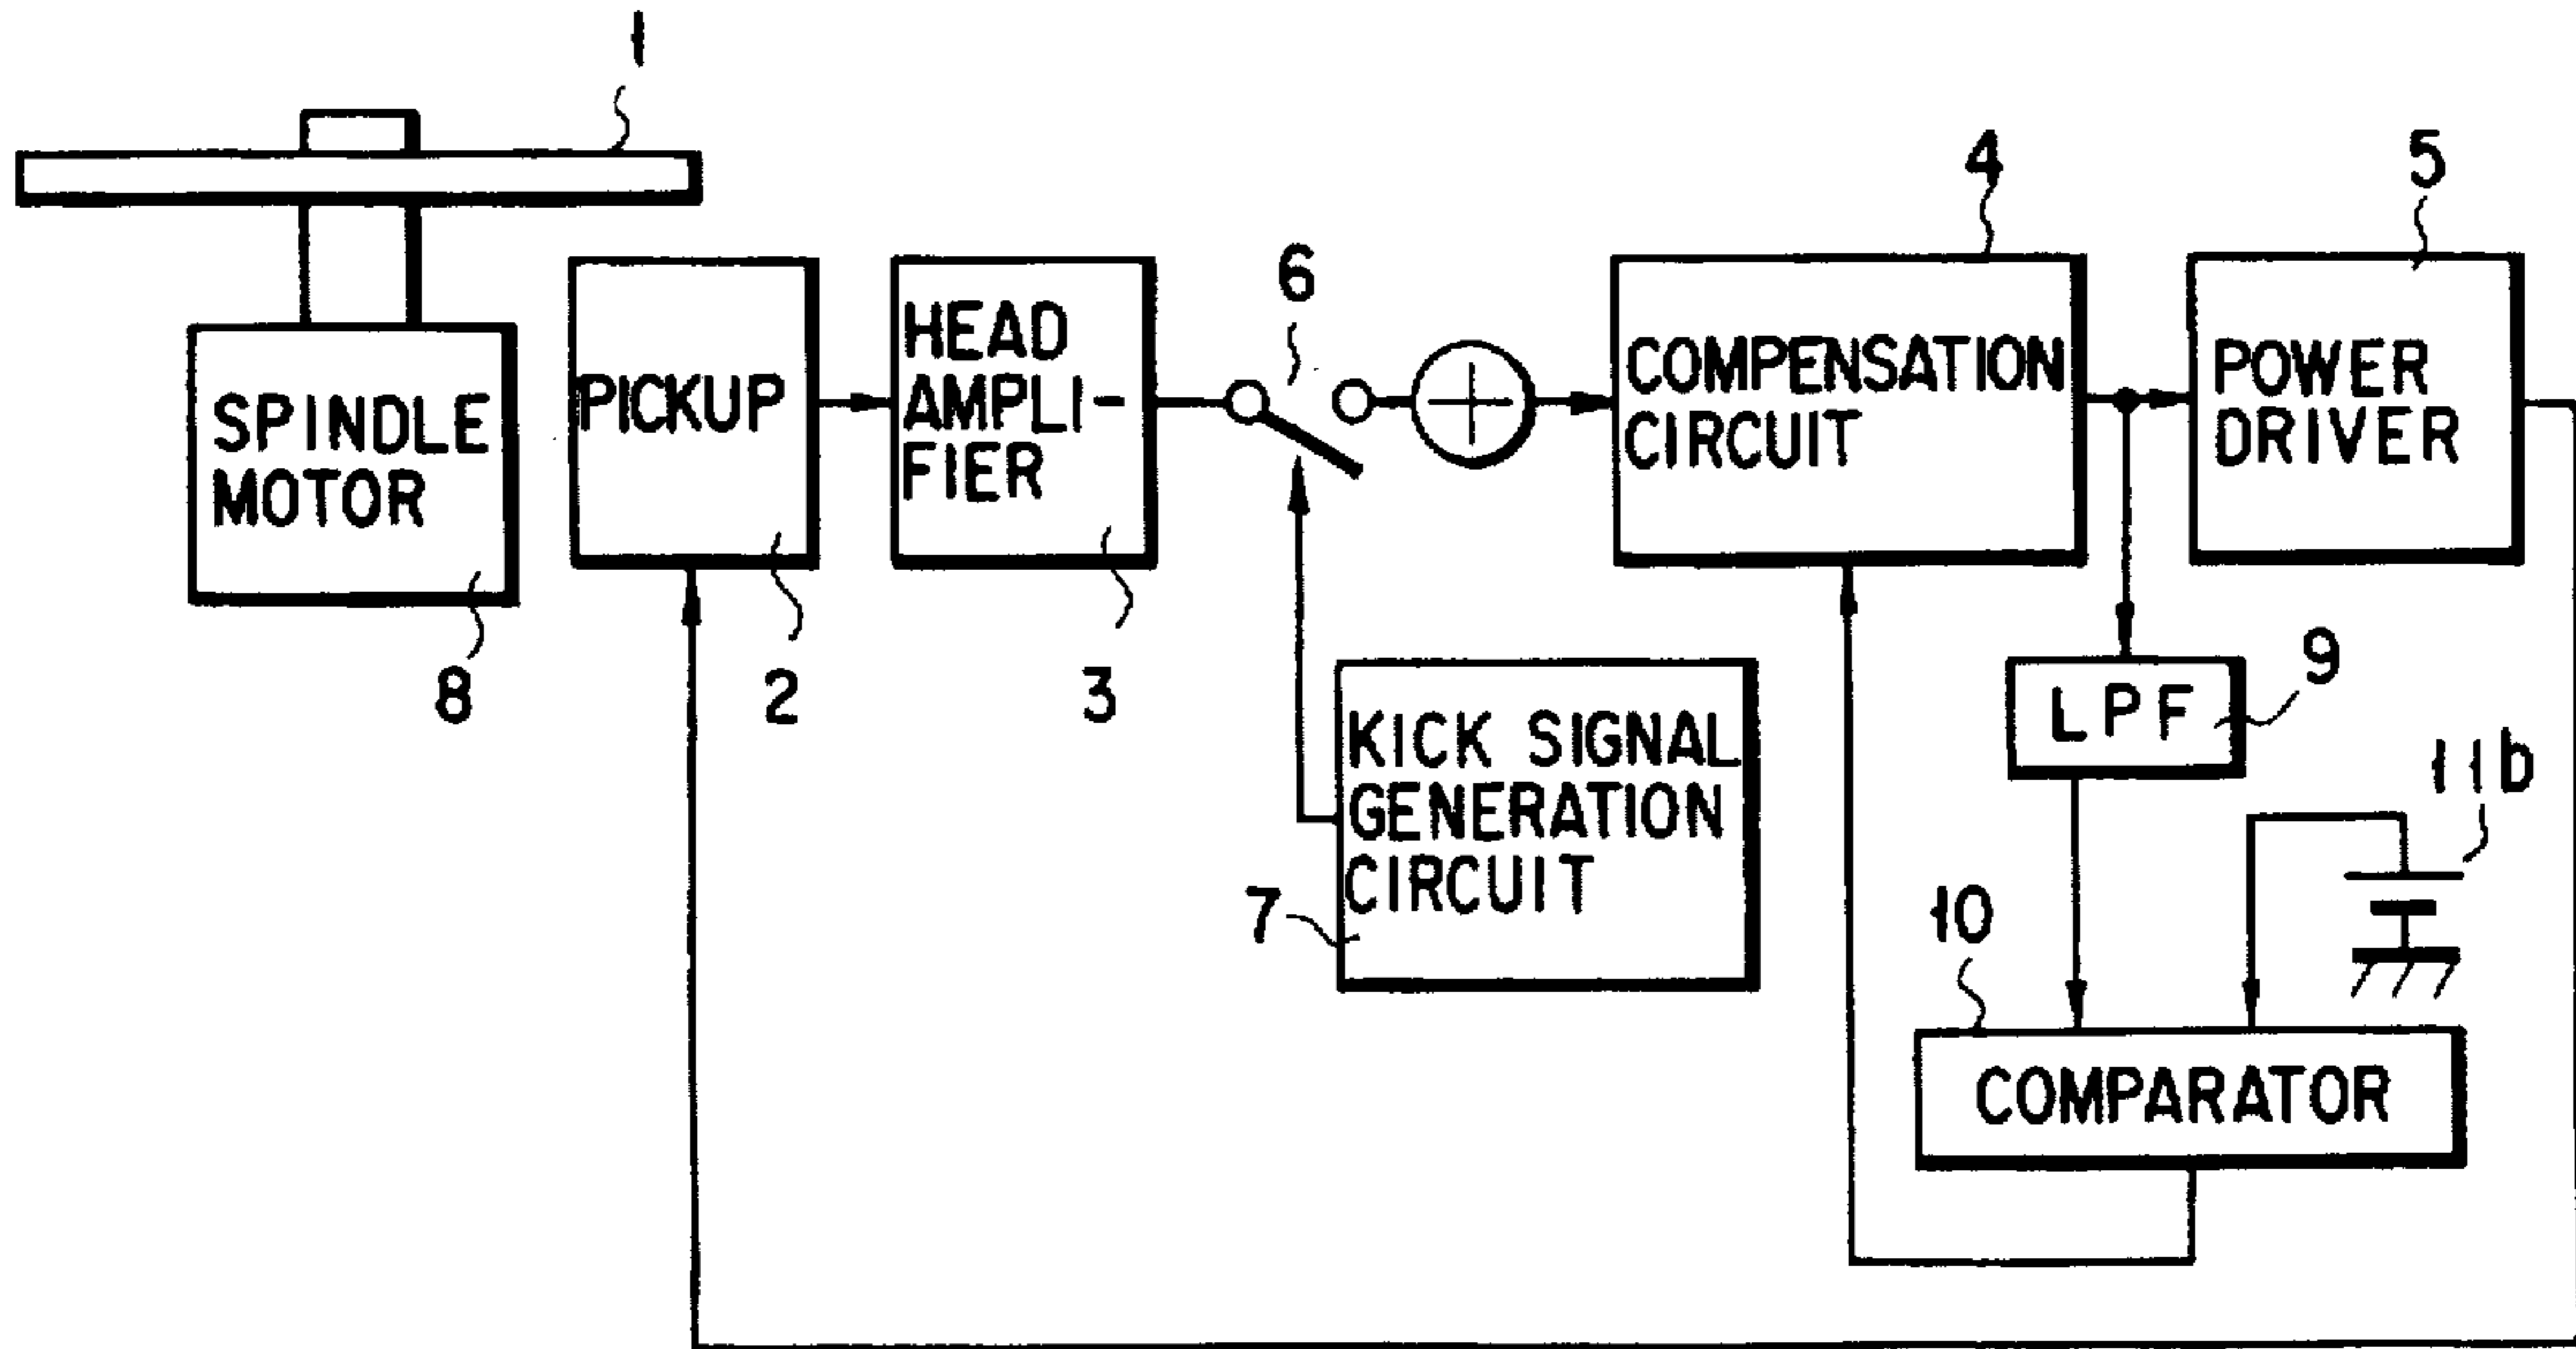 1
4
5
6
SPINDLE
MOTOR
PICKUP
HEAD
AMPLI-
FIER
COMPENSATION
CIRCUIT
POWER
DRIVER
8
2
3
KICK SIGNAL
GENERATION
CIRCUIT
7
LPF
9
11b
10
COMPARATOR